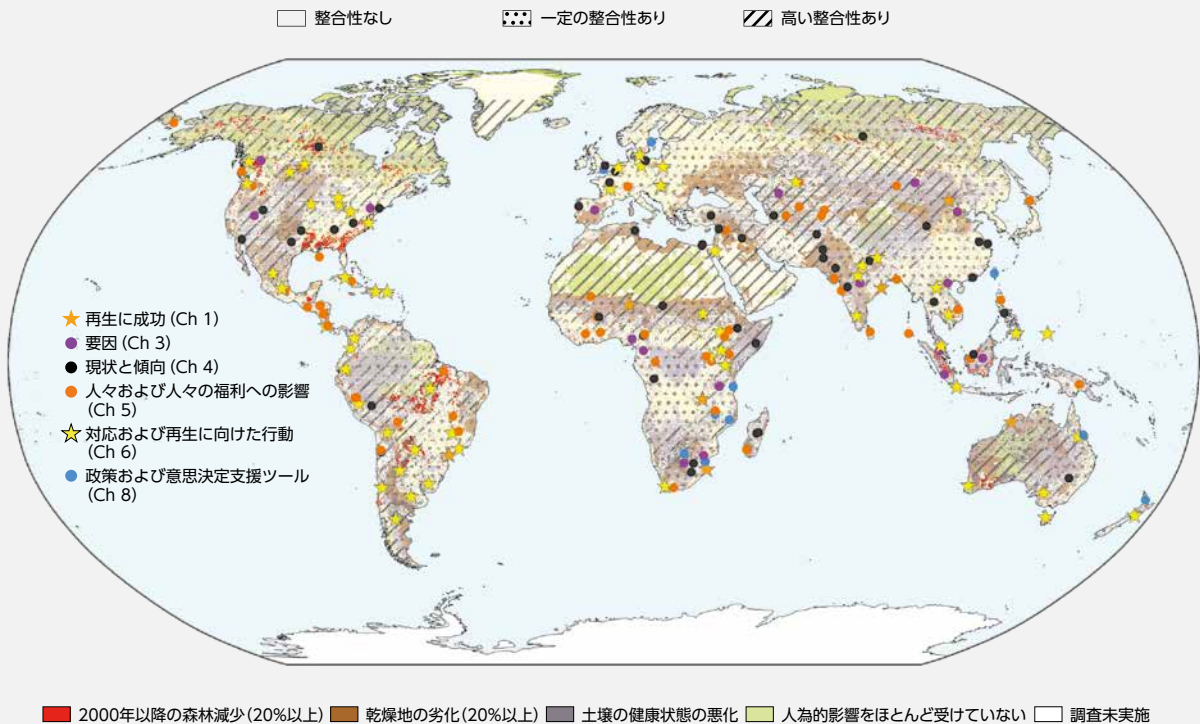 整合性なし 一定の整合性あり 高い整合性あり
再生に成功 (Ch 1)
要因 (Ch 3)
現状と傾向 (Ch 4)
人々および人々の福利への影響
(Ch 5)
対応および再生に向けた行動
(Ch 6)
政策および意思決定支援ツール
(Ch 8)
2000年以降の森林減少(20%以上) 乾燥地の劣化(20%以上) 土壌の健康状態の悪化 人為的影響をほとんど受けていない 調査未実施